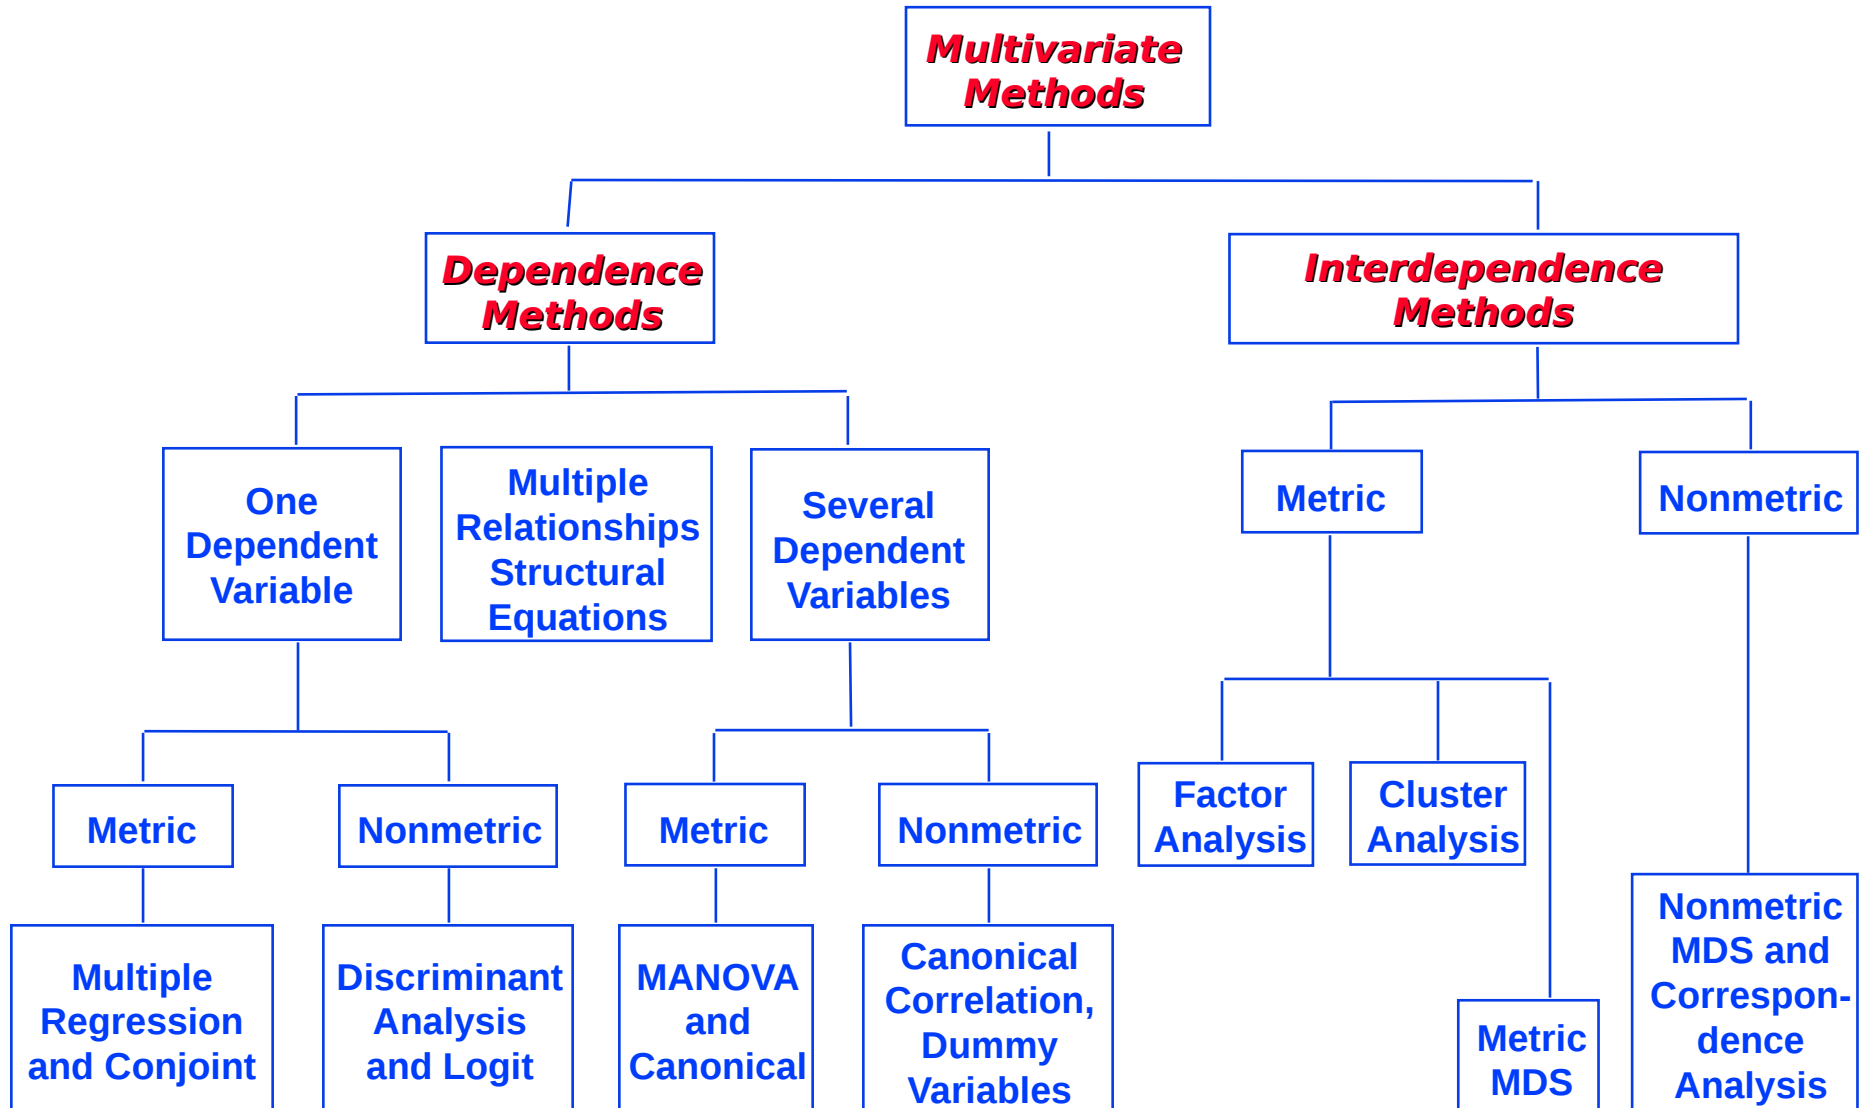 Multivariate
Methods
Dependence
Methods
Interdependence
Methods
One
Dependent
Variable
Multiple
Relationships
Structural
Equations
Several
Dependent
Variables
Metric
Nonmetric
Metric
Nonmetric
Metric
Nonmetric
Factor
Analysis
Cluster
Analysis
Multiple
Regression
and Conjoint
Discriminant
Analysis
and Logit
MANOVA
and
Canonical
Canonical
Correlation,
Dummy
Variables
Metric
MDS
Nonmetric
MDS and
Correspon-
dence
Analysis